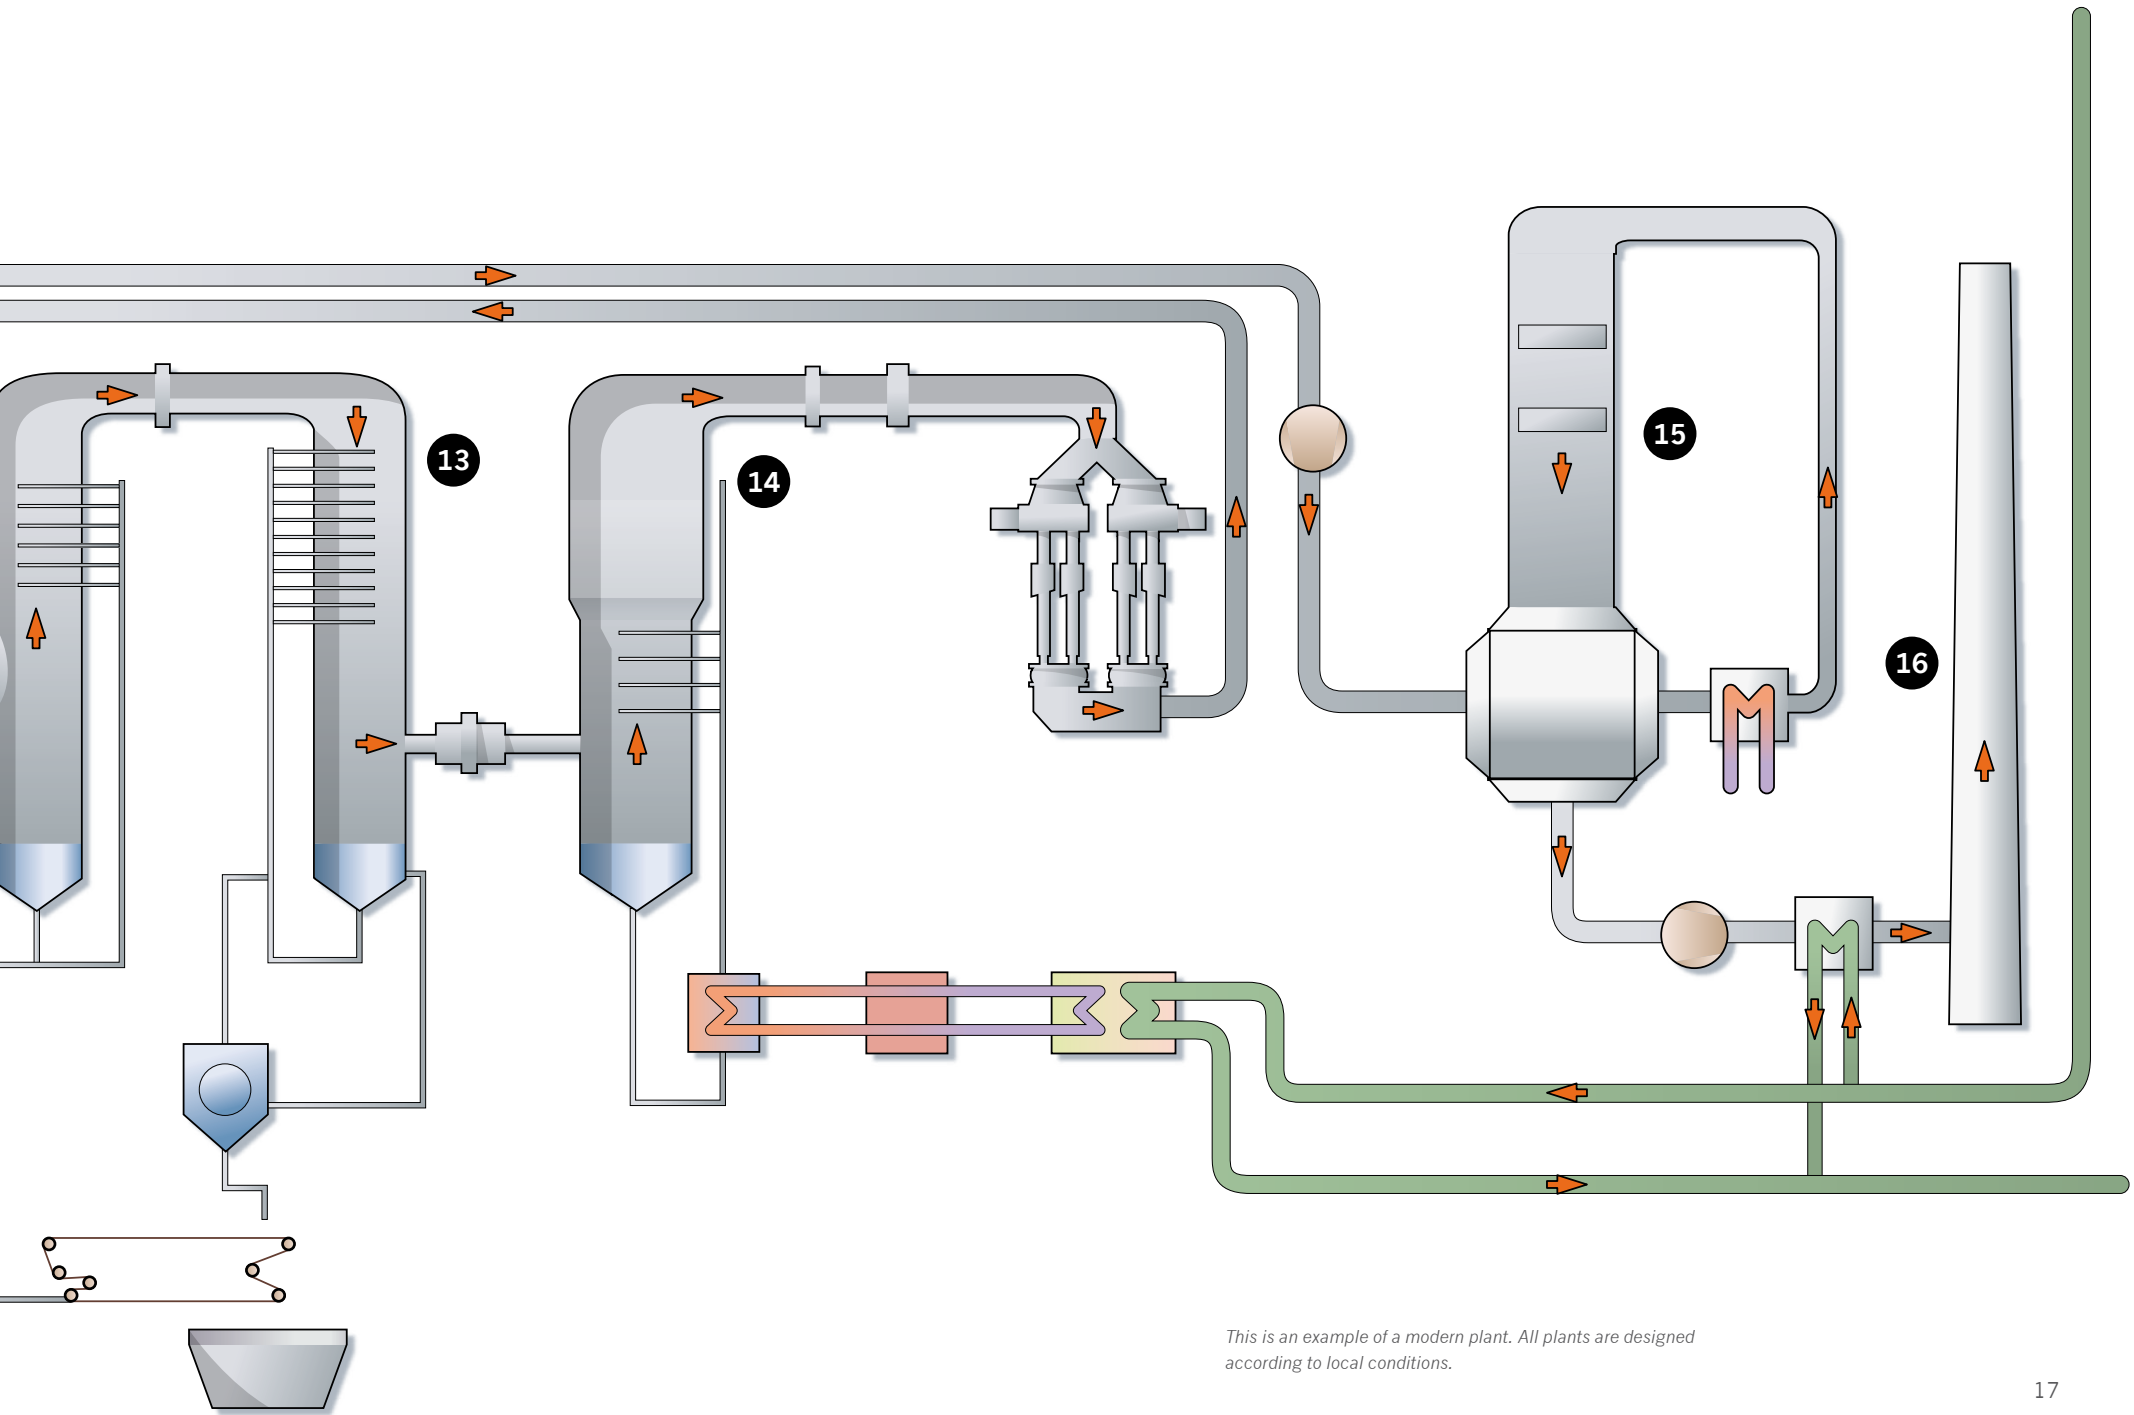 13
14
15
16
This is an example of a modern plant. All plants are designed
according to local conditions.
17